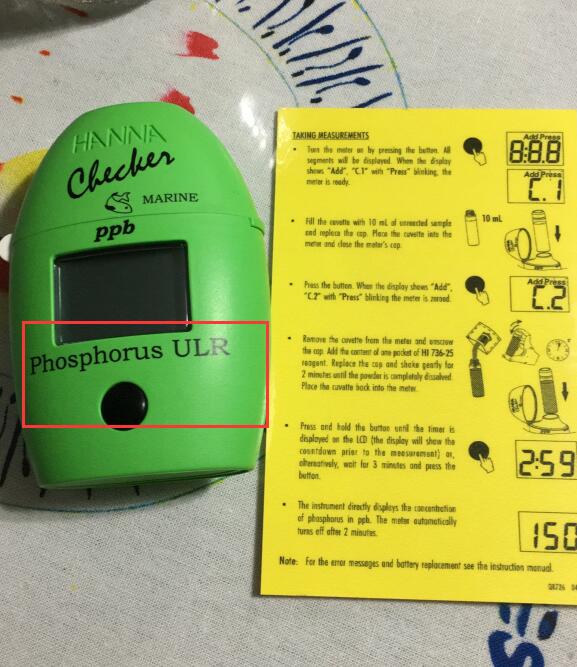 HANNA
Checker
MARINE
ppb
Phosphorus ULR
TAKING MEASUREMENTS
• Turn the meter on by pressing the button. All
segments will be displayed. When the display
shows "Add", "C.1" with "Press" blinking, the
meter is ready.
Add Press
8:8.8
Add Press
C.1
• Fill the cuvette with 10 mL of unreacted sample
and replace the cap. Place the cuvette into the
meter and close the meter's cap.
10 mL
• Press the button. When the display shows "Add",
"C.2" with "Press" blinking the meter is zeroed.
Add Press
C.2
• Remove the cuvette from the meter and unscrew
the cap. Add the content of one packet of HI 736-25
reagent. Replace the cap and shake gently for
2 minutes until the powder is completely dissolved.
Place the cuvette back into the meter.
• Press and hold the button until the timer is
displayed on the LCD (the display will show the
countdown prior to the measurement) or,
alternatively, wait for 3 minutes and press the
button.
2:59
• The instrument directly displays the concentration
of phosphorus in ppb. The meter automatically
turns off after 2 minutes.
150
Note: For the error messages and battery replacement see the instruction manual.